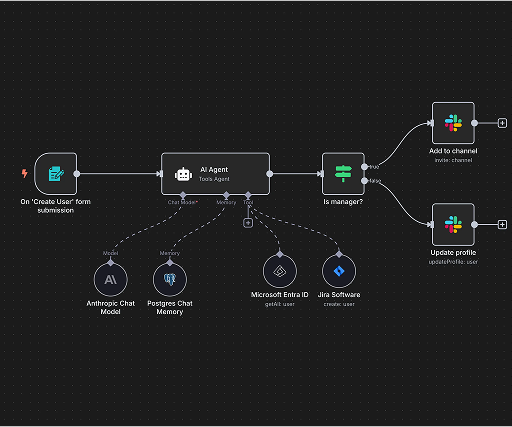 Add to channel
invite: channel
true
false
AI Agent
Tools Agent
Chat Model*
Memory
Tool
On 'Create User' form
submission
Is manager?
Update profile
updateProfile: user
Model
Memory
Anthropic Chat
Model
Postgres Chat
Memory
Microsoft Entra ID
getAll: user
Jira Software
create: user